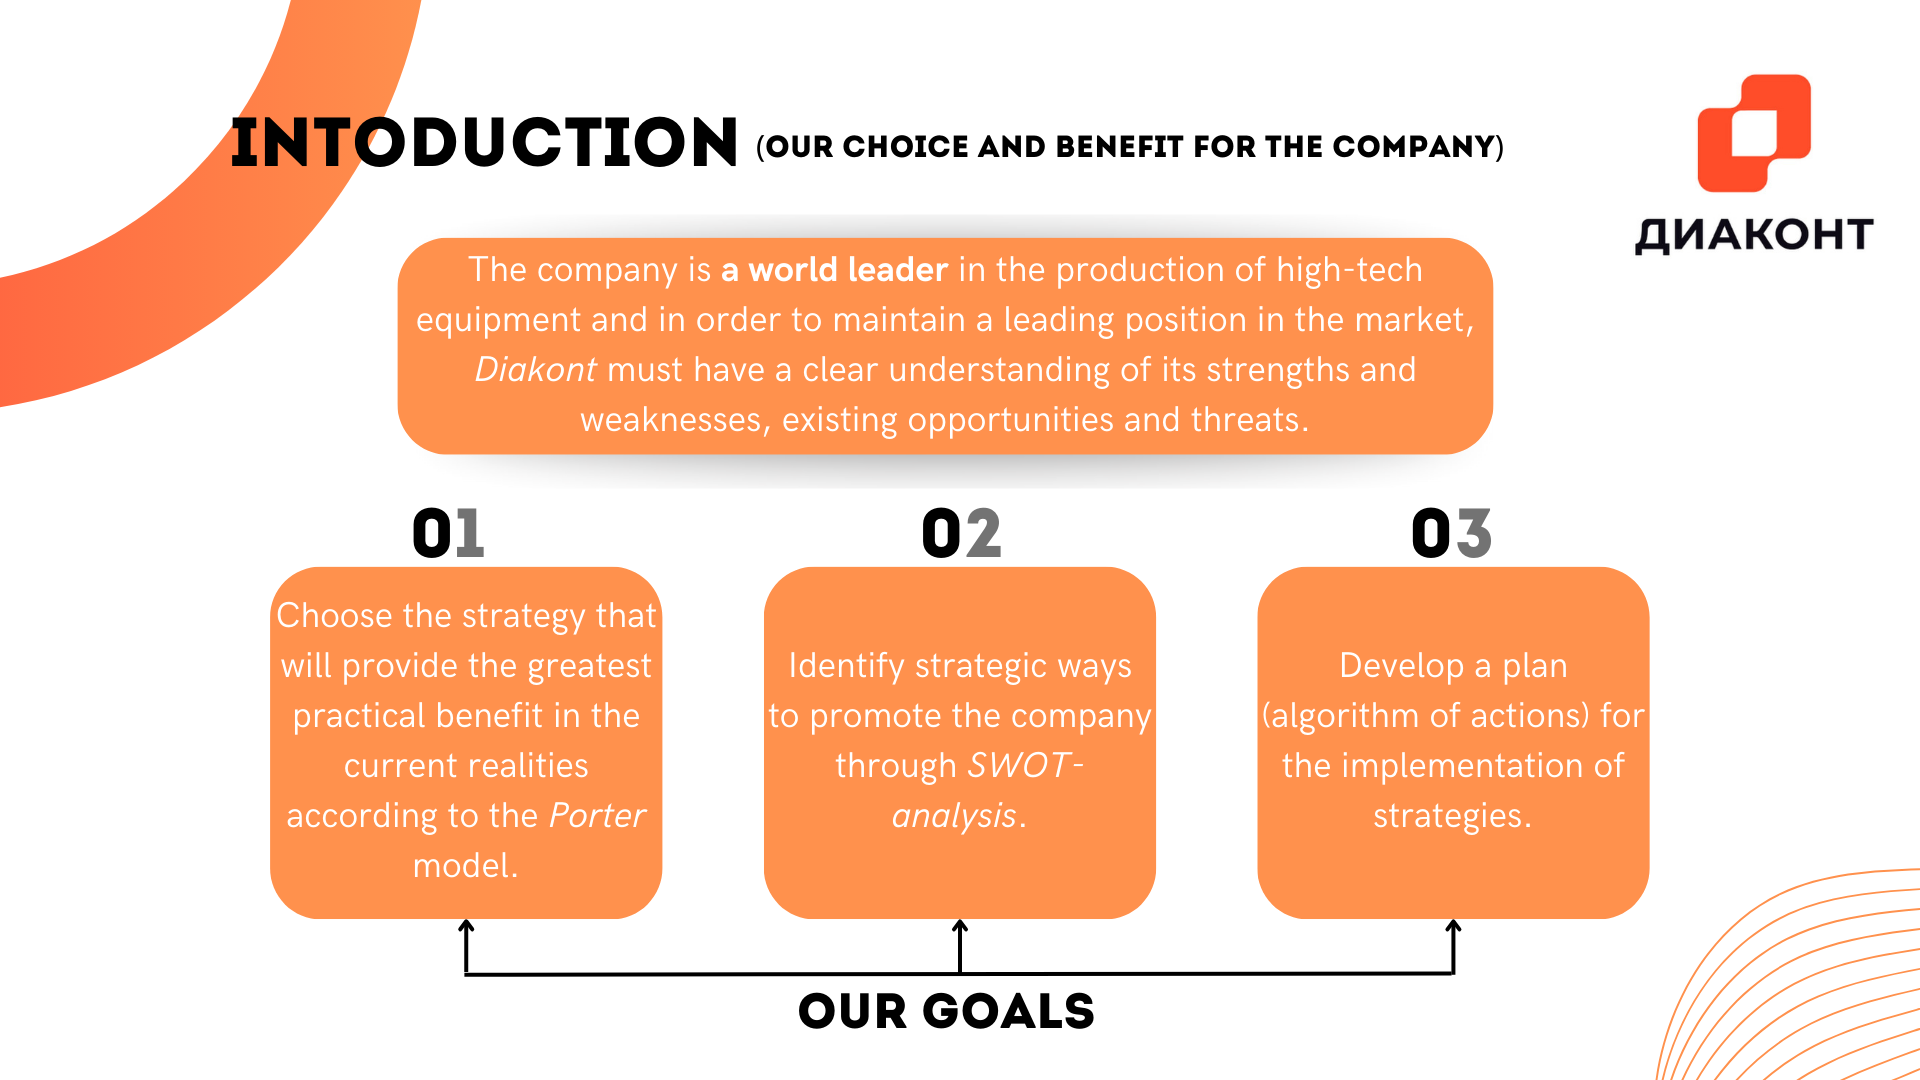 INTODUCTION (OUR CHOICE AND BENEFIT FOR THE COMPANY)
ДИАКОНТ
The company is a world leader in the production of high-tech
equipment and in order to maintain a leading position in the market,
Diakont must have a clear understanding of its strengths and
weaknesses, existing opportunities and threats.
01
Choose the strategy that
will provide the greatest
practical benefit in the
current realities
according to the Porter
model.
02
Identify strategic ways
to promote the company
through SWOT-
analysis.
03
Develop a plan
(algorithm of actions) for
the implementation of
strategies.
OUR GOALS